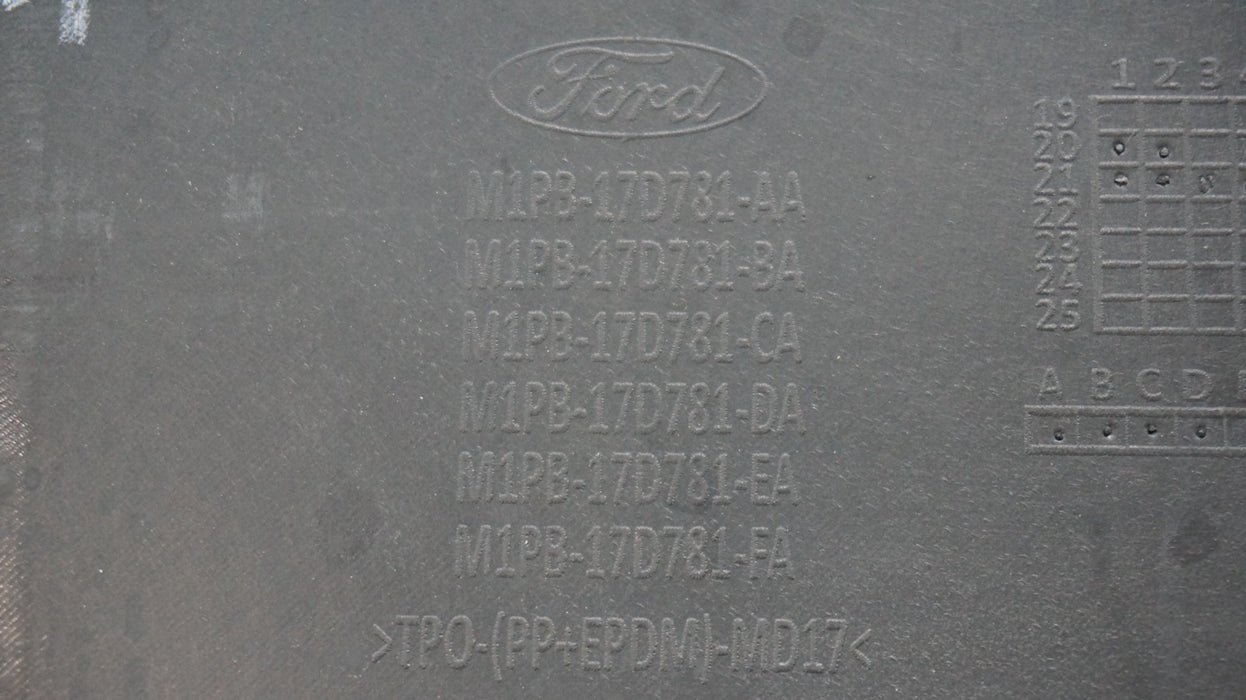 Ford
M1PB-17D781-AA
M1PB-17D781-BA
M1PB-17D781-CA
M1PB-17D781-DA
M1PB-17D781-EA
M1PB-17D781-FA
>TPO-(PP+EPDM)-MD17<
1 2 3
19
20
21
22
23
24
25
A B C D